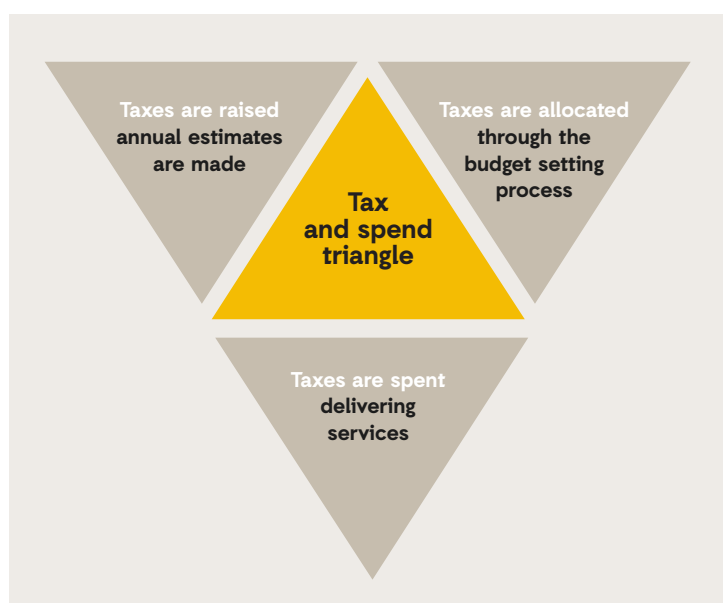 Taxes are raised
annual estimates
are made
Taxes are allocated
through the
budget setting
process
Tax
and spend
triangle
Taxes are spent
delivering
services